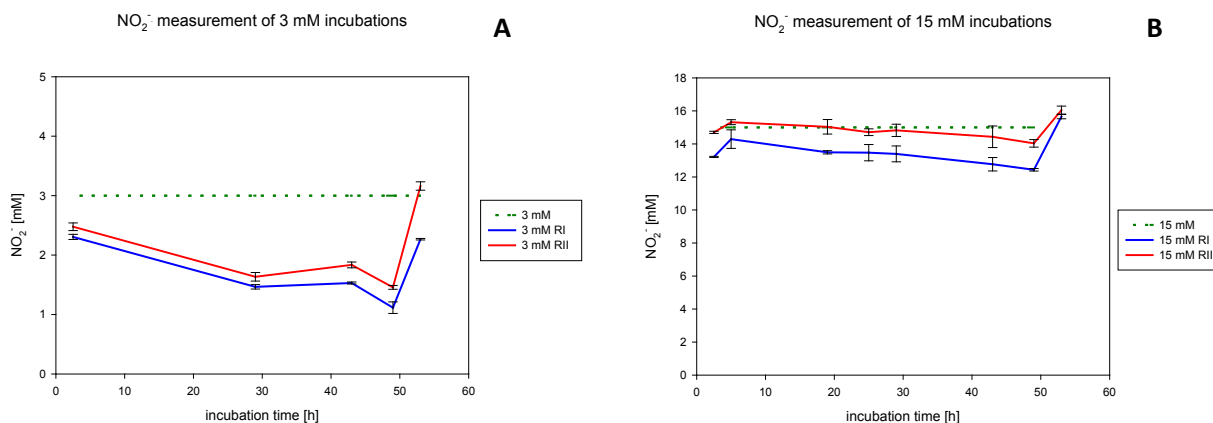 NO₂⁻ measurement of 3 mM incubations
A
5
4
3
2
1
0
NO₂⁻ [mM]
0 10 20 30 40 50 60
incubation time [h]
3 mM
3 mM RI
3 mM RII
NO₂⁻ measurement of 15 mM incubations
B
18
16
14
12
10
8
6
4
2
0
NO₂⁻ [mM]
0 10 20 30 40 50 60
incubation time [h]
15 mM
15 mM RI
15 mM RII